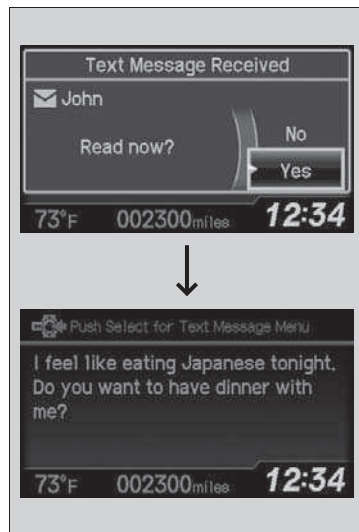 Text Message Received
John
Read now?
No
Yes
73°F 002300miles 12:34
Push Select for Text Message Menu
I feel like eating Japanese tonight.
Do you want to have dinner with
me?
73°F 002300miles 12:34